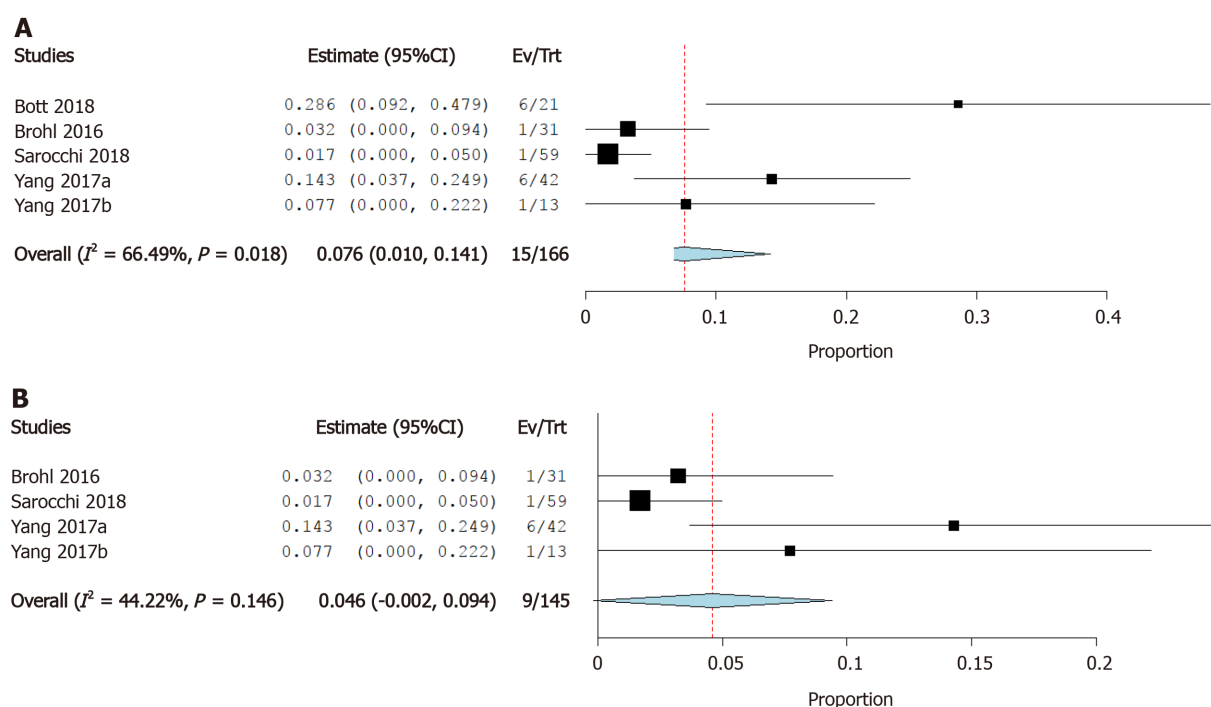 A
Studies Estimate (95%CI) Ev/Trt
Bott 2018 0.286 (0.092, 0.479) 6/21
Brohl 2016 0.032 (0.000, 0.094) 1/31
Sarocchi 2018 0.017 (0.000, 0.050) 1/59
Yang 2017a 0.143 (0.037, 0.249) 6/42
Yang 2017b 0.077 (0.000, 0.222) 1/13
Overall (I² = 66.49%, P = 0.018) 0.076 (0.010, 0.141) 15/166
0 0.1 0.2 0.3 0.4
Proportion
B
Studies Estimate (95%CI) Ev/Trt
Brohl 2016 0.032 (0.000, 0.094) 1/31
Sarocchi 2018 0.017 (0.000, 0.050) 1/59
Yang 2017a 0.143 (0.037, 0.249) 6/42
Yang 2017b 0.077 (0.000, 0.222) 1/13
Overall (I² = 44.22%, P = 0.146) 0.046 (-0.002, 0.094) 9/145
0 0.05 0.1 0.15 0.2
Proportion